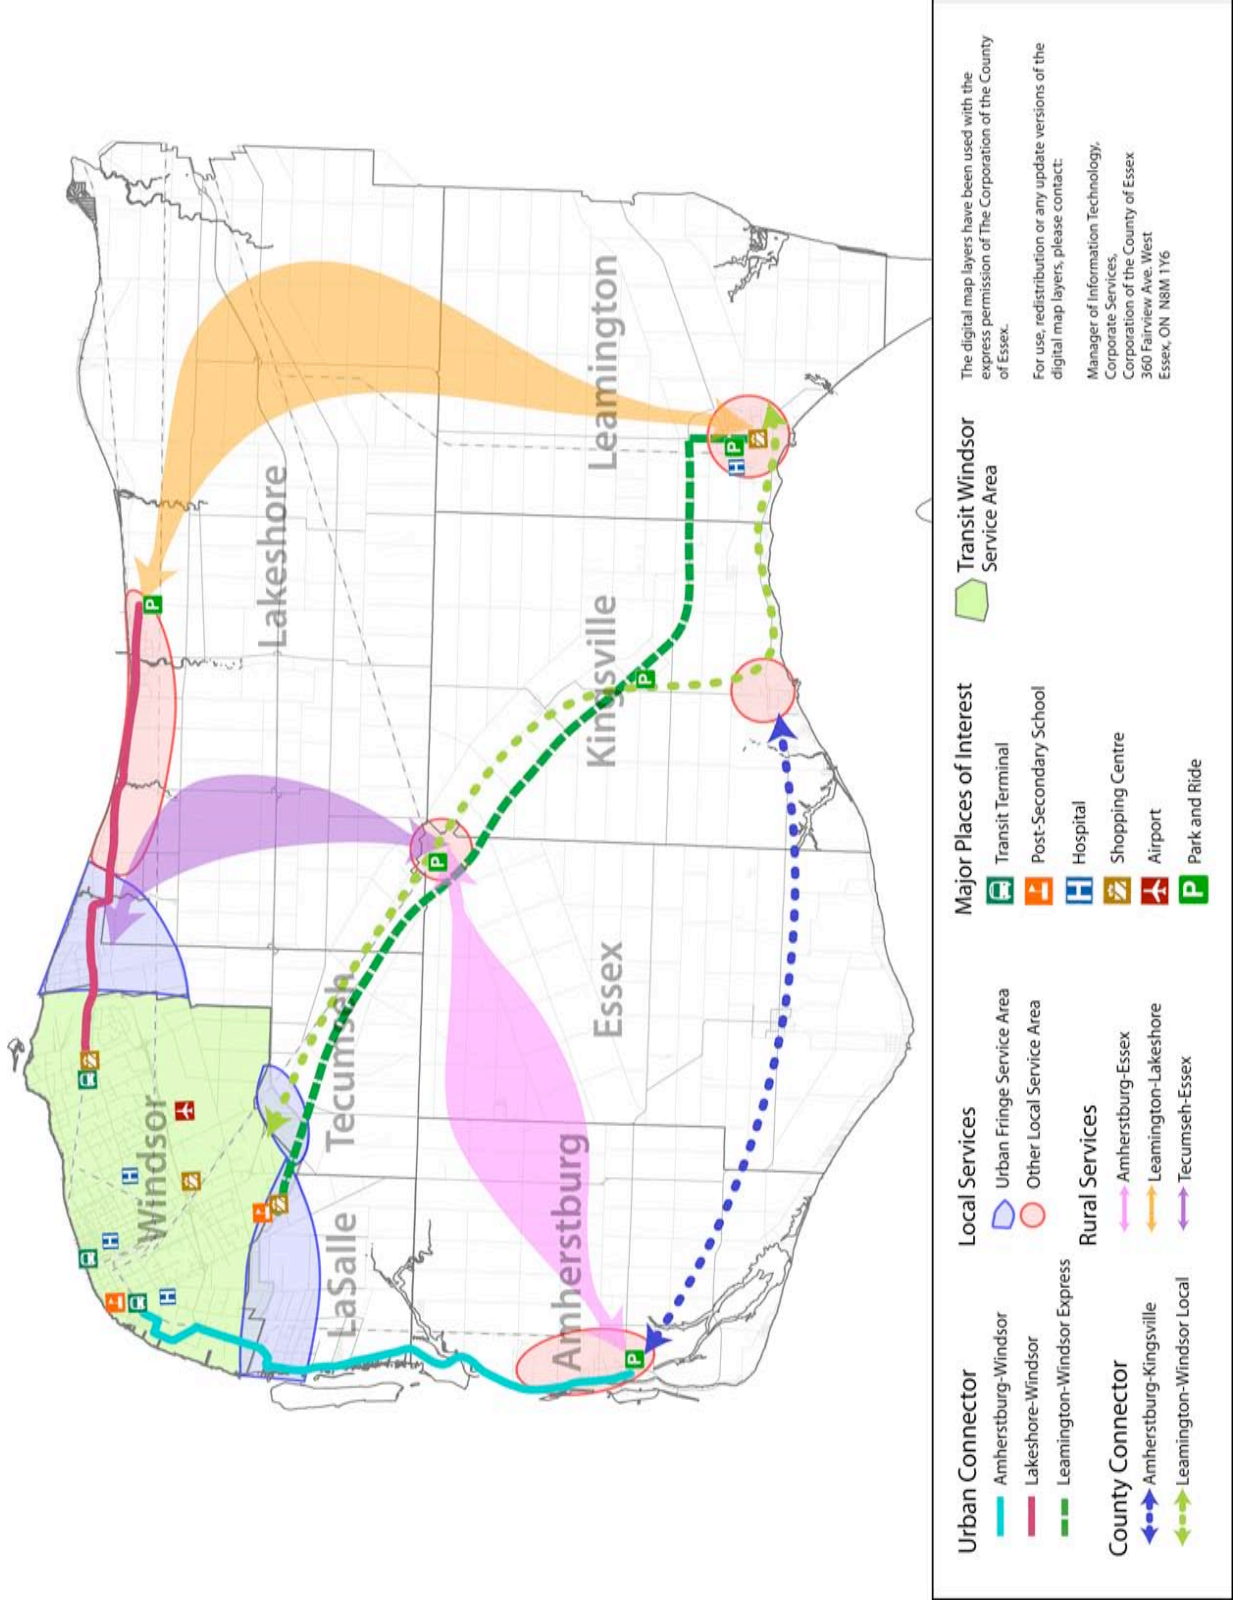 Windsor
LaSalle
Tecumseh
Lakeshore
Amherstburg
Essex
Kingsville
Leamington
P
P
P
P
P
H
H
H
H
Urban Connector
Amherstburg-Windsor
Lakeshore-Windsor
Leamington-Windsor Express
County Connector
Amherstburg-Kingsville
Leamington-Windsor Local
Local Services
Urban Fringe Service Area
Other Local Service Area
Rural Services
Amherstburg-Essex
Leamington-Lakeshore
Tecumseh-Essex
Major Places of Interest
Transit Terminal
Post-Secondary School
H Hospital
Shopping Centre
Airport
P Park and Ride
Transit Windsor
Service Area
The digital map layers have been used with the
express permission of The Corporation of the County
of Essex.
For use, redistribution or any update versions of the
digital map layers, please contact:
Manager of Information Technology,
Corporate Services,
Corporation of the County of Essex
360 Fairview Ave. West
Essex, ON N8M 1Y6